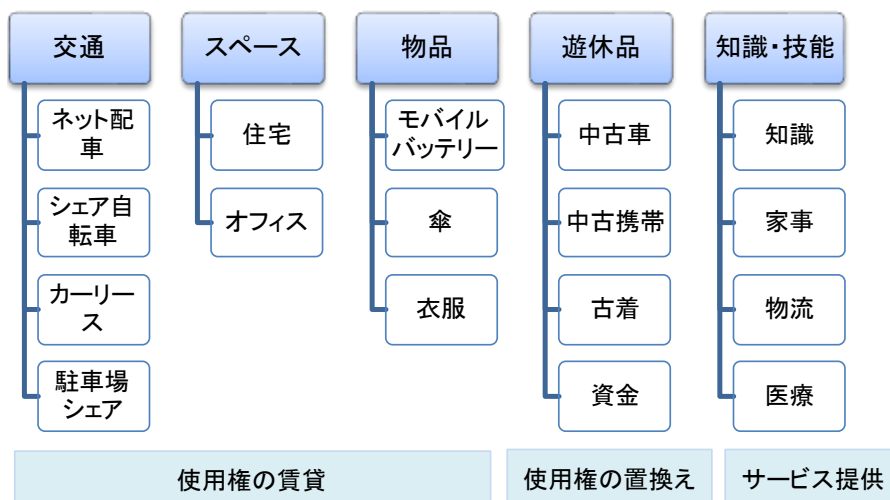 交通
ネット配
車
シェア自
転車
カーリー
ス
駐車場
シェア
スペース
住宅
オフィス
物品
モバイル
バッテリー
傘
衣服
遊休品
中古車
中古携帯
古着
資金
知識・技能
知識
家事
物流
医療
使用権の賃貸
使用権の置換え
サービス提供